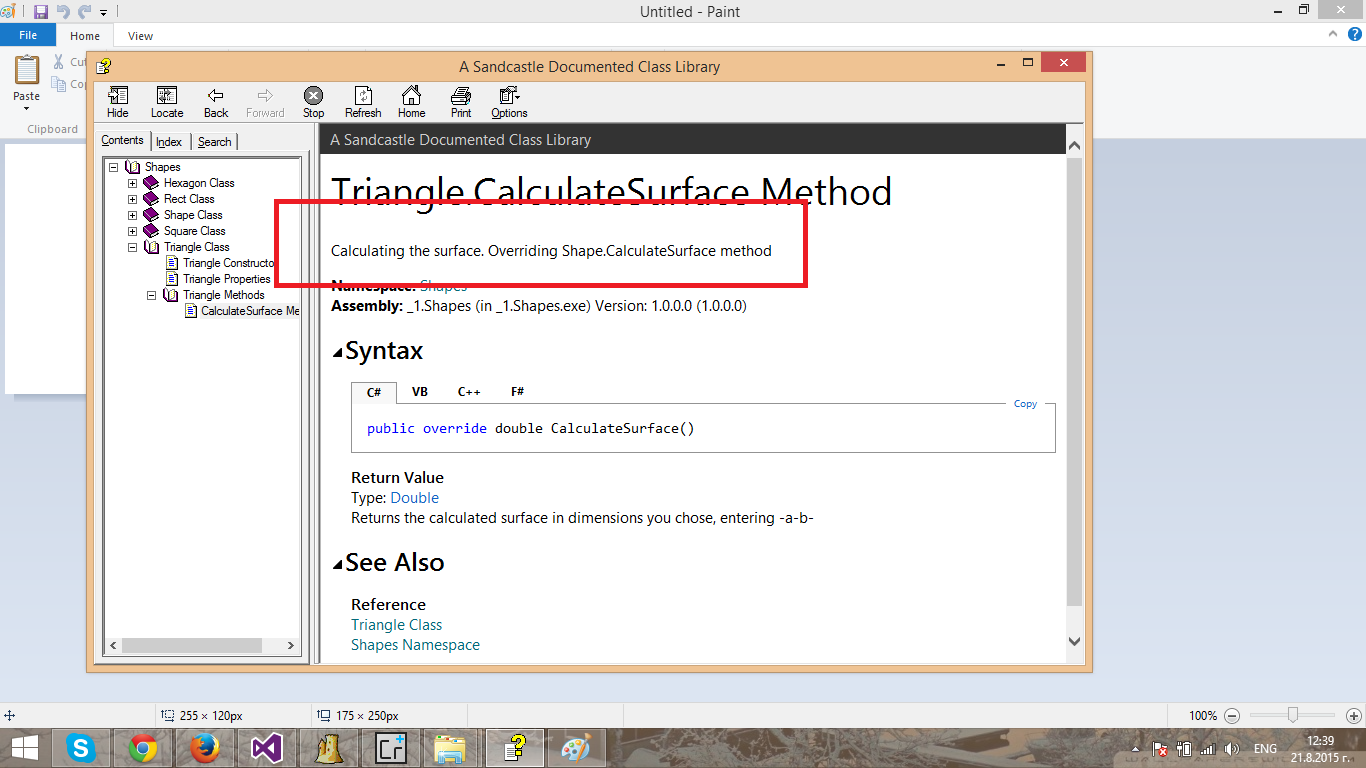 Untitled - Paint
File
Home
View
Paste
Clipboard
A Sandcastle Documented Class Library
Hide
Locate
Back
Forward
Stop
Refresh
Home
Print
Options
Contents
Index
Search
Shapes
Hexagon Class
Rect Class
Shape Class
Square Class
Triangle Class
Triangle Constructo
Triangle Properties
Triangle Methods
CalculateSurface Me
A Sandcastle Documented Class Library
Triangle.CalculateSurface Method
Calculating the surface. Overriding Shape.CalculateSurface method
Namespace: Shapes
Assembly: _1.Shapes (in _1.Shapes.exe) Version: 1.0.0.0 (1.0.0.0)
Syntax
C# VB C++ F#
Copy
public override double CalculateSurface()
Return Value
Type: Double
Returns the calculated surface in dimensions you chose, entering -a-b-
See Also
Reference
Triangle Class
Shapes Namespace
255 × 120px
175 × 250px
100%
Cr
ENG
12:39
21.8.2015 г.